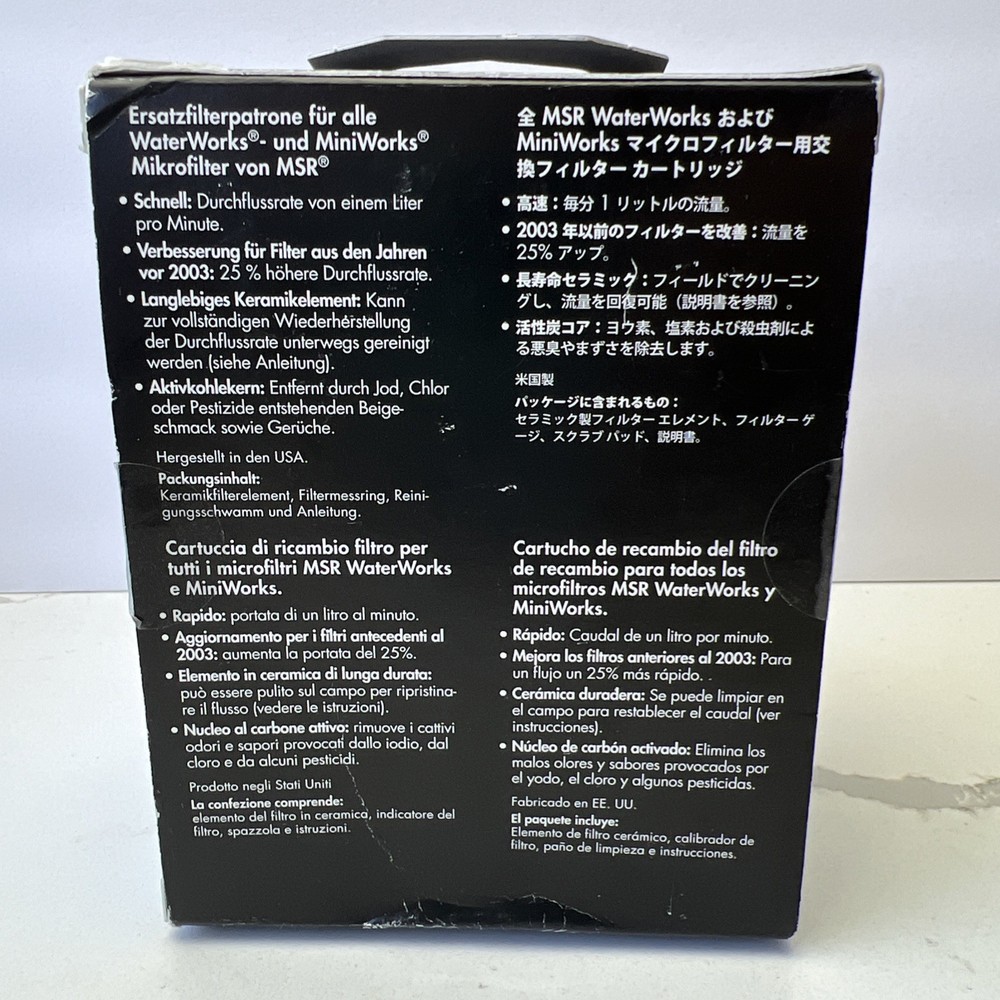 Ersatzfilterpatrone für alle
WaterWorks®- und MiniWorks®
Mikrofilter von MSR®
• Schnell: Durchflussrate von einem Liter
pro Minute.
• Verbesserung für Filter aus den Jahren
vor 2003: 25 % höhere Durchflussrate.
• Langlebiges Keramikelement: Kann
zur vollständigen Wiederherstellung
der Durchflussrate unterwegs gereinigt
werden (siehe Anleitung).
• Aktivkohlekern: Entfernt durch Jod, Chlor
oder Pestizide entstehenden Beige-
schmack sowie Gerüche.
Hergestellt in den USA.
Packungsinhalt:
Keramikfilterelement, Filtermessring, Reini-
gungsschwamm und Anleitung.
全 MSR WaterWorks および
MiniWorks マイクロフィルター用交
換フィルター カートリッジ
• 高速：毎分 1 リットルの流量。
• 2003 年以前のフィルターを改善：流量を
25% アップ。
• 長寿命セラミック：フィールドでクリーニン
グし、流量を回復可能（説明書を参照）。
• 活性炭コア：ヨウ素、塩素および殺虫剤によ
る悪臭やまずさを除去します。
米国製
パッケージに含まれるもの：
セラミック製フィルター エレメント、フィルター ゲ
ージ、スクラブ パッド、説明書。
Cartuccia di ricambio filtro per
tutti i microfiltri MSR WaterWorks
e MiniWorks.
• Rapido: portata di un litro al minuto.
• Aggiornamento per i filtri antecedenti al
2003: aumenta la portata del 25%.
• Elemento in ceramica di lunga durata:
può essere pulito sul campo per ripristina-
re il flusso (vedere le istruzioni).
• Nucleo al carbone attivo: rimuove i cattivi
odori e sapori provocati dallo iodio, dal
cloro e da alcuni pesticidi.
Prodotto negli Stati Uniti
La confezione comprende:
elemento del filtro in ceramica, indicatore del
filtro, spazzola e istruzioni.
Cartucho de recambio del filtro
de recambio para todos los
microfiltros MSR WaterWorks y
MiniWorks.
• Rápido: Caudal de un litro por minuto.
• Mejora los filtros anteriores al 2003: Para
un flujo un 25% más rápido.
• Cerámica duradera: Se puede limpiar en
el campo para restablecer el caudal (ver
instrucciones).
• Núcleo de carbón activado: Elimina los
malos olores y sabores provocados por
el yodo, el cloro y algunos pesticidas.
Fabricado en EE. UU.
El paquete incluye:
Elemento de filtro cerámico, calibrador de
filtro, paño de limpieza e instrucciones.